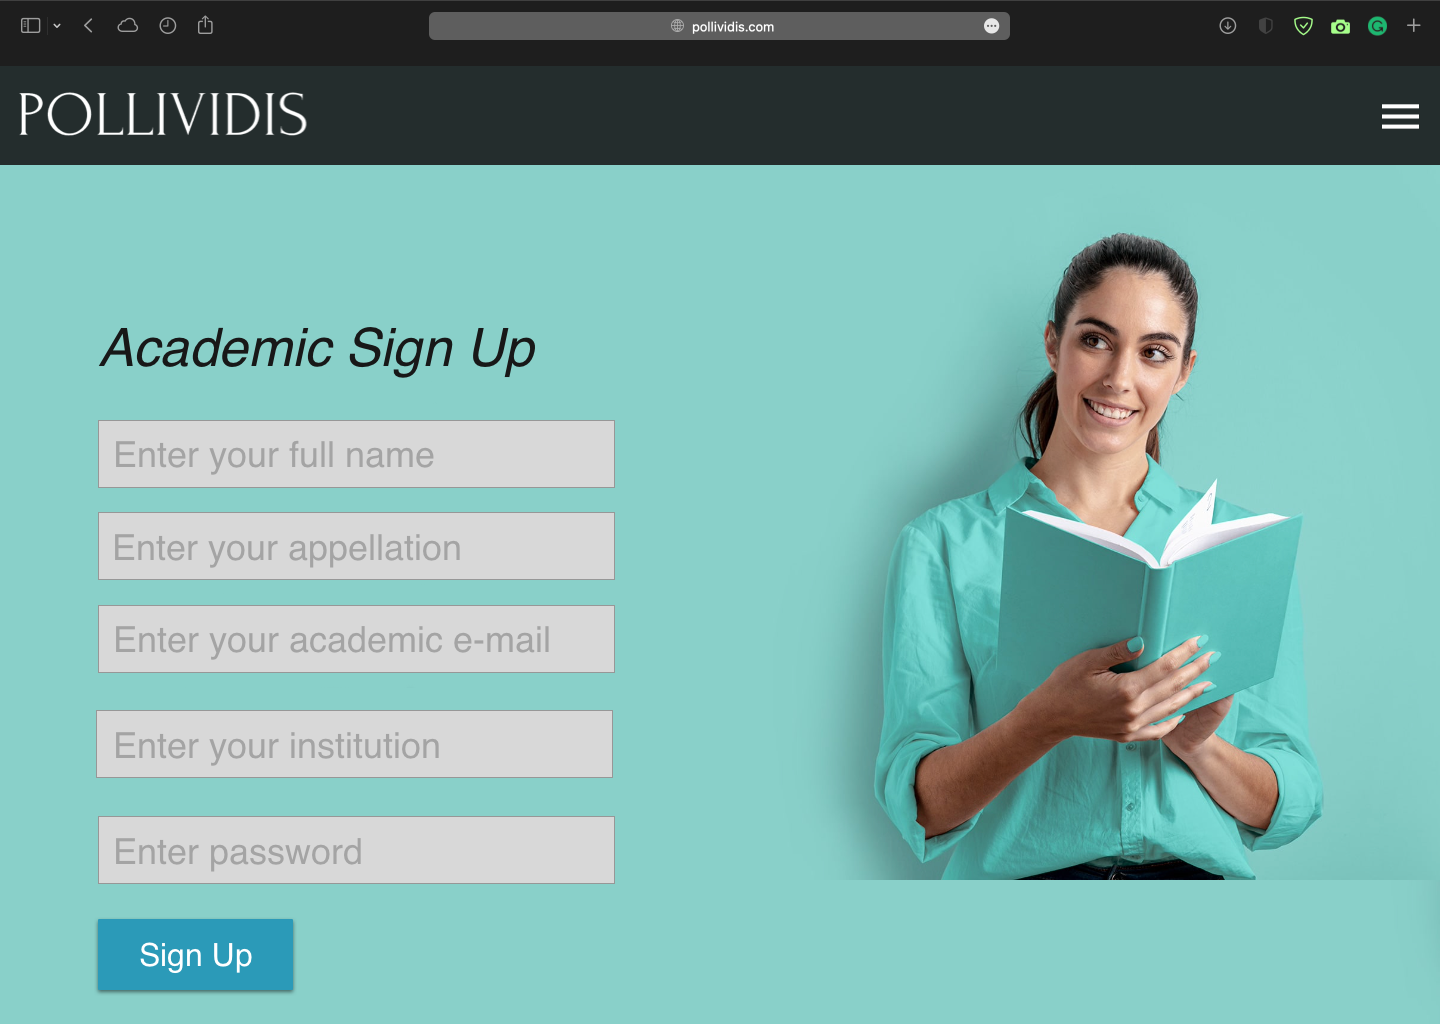 pollividis.com
POLLIVIDIS
Academic Sign Up
Enter your full name
Enter your appellation
Enter your academic e-mail
Enter your institution
Enter password
Sign Up